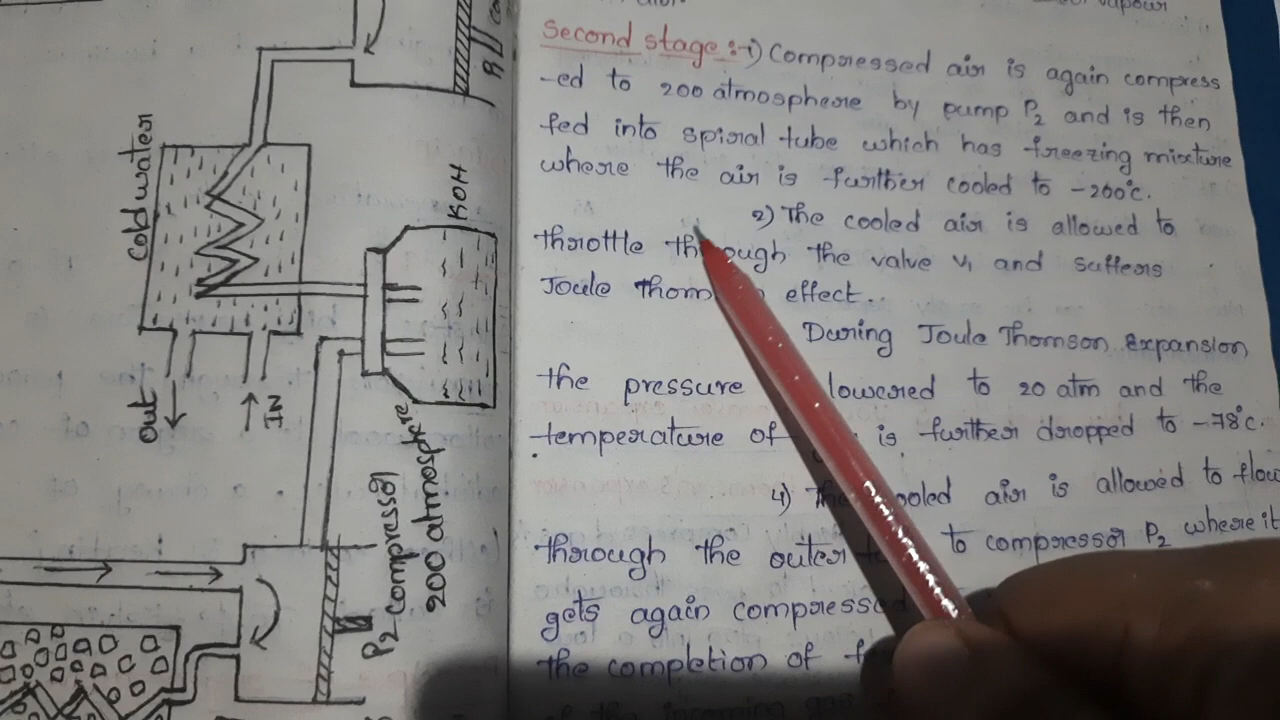 vapour
Second stage :- 1) Compressed air is again compress
-ed to 200 atmosphere by pump P2 and is then
fed into spiral tube which has freezing mixture
where the air is further cooled to -200°c.
2) The cooled air is allowed to
throttle through the valve V1 and suffers
Joule effect.
During Joule Thomson Expansion
the pressure lowered to 20 atm and the
temperature of is further dropped to -78°c.
4) The cooled air is allowed to flow
through the outer to compressor P2 where it
gets again compressed
the completion of
cold water
KOH
Out
IN
P2 compressor
200 atmosphere